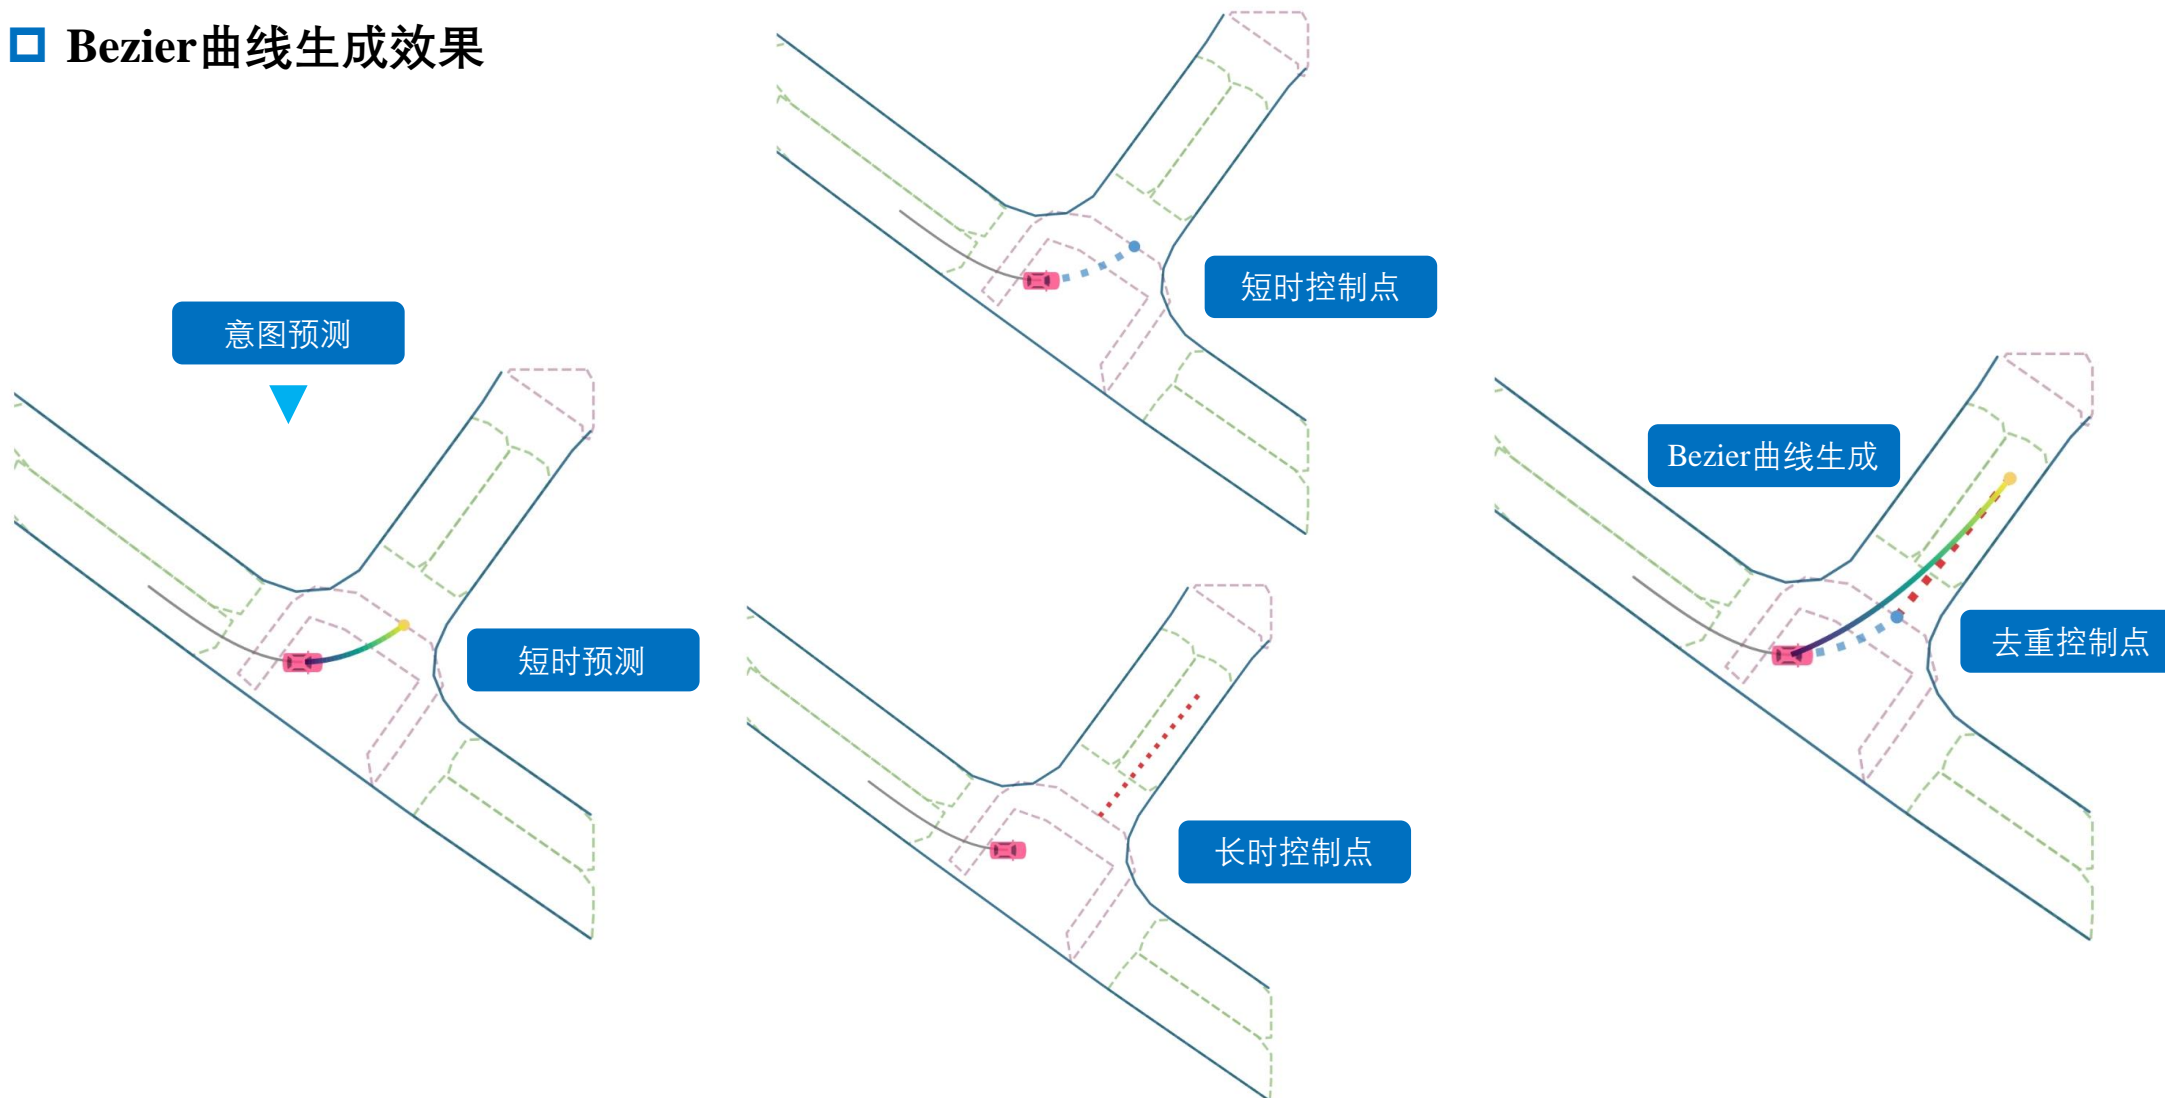 Bezier曲线生成效果
意图预测
短时预测
短时控制点
长时控制点
Bezier曲线生成
去重控制点